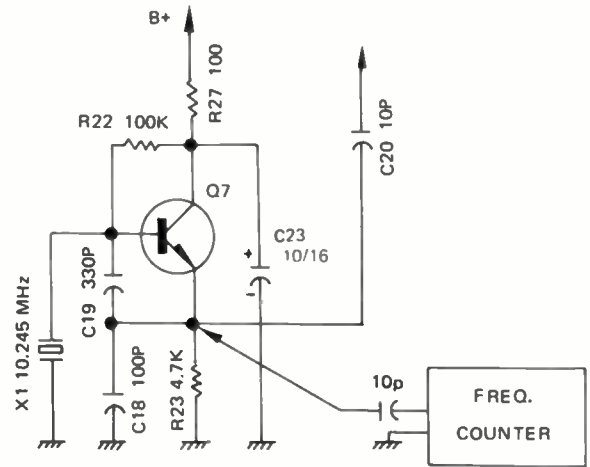 B+
R27 100
R22 100K
C20 10P
Q7
C23
10/16
+
-
C19 330P
X1 10.245 MHz
C18 100P
R23 4.7K
10p
FREQ.
COUNTER